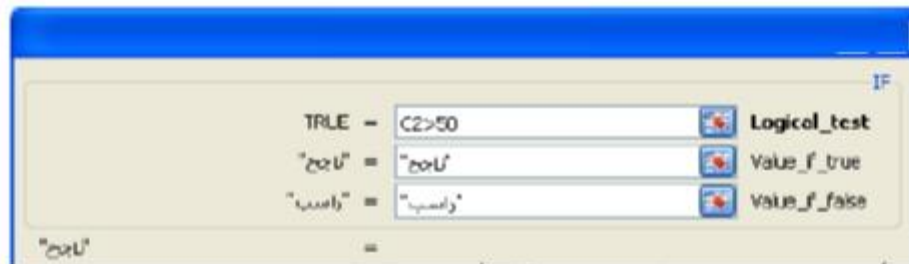 IF
Logical_test C2>50 = TRUE
Value_if_true "ناجح" = "ناجح"
Value_if_false "راسب" = "راسب"
= "ناجح"